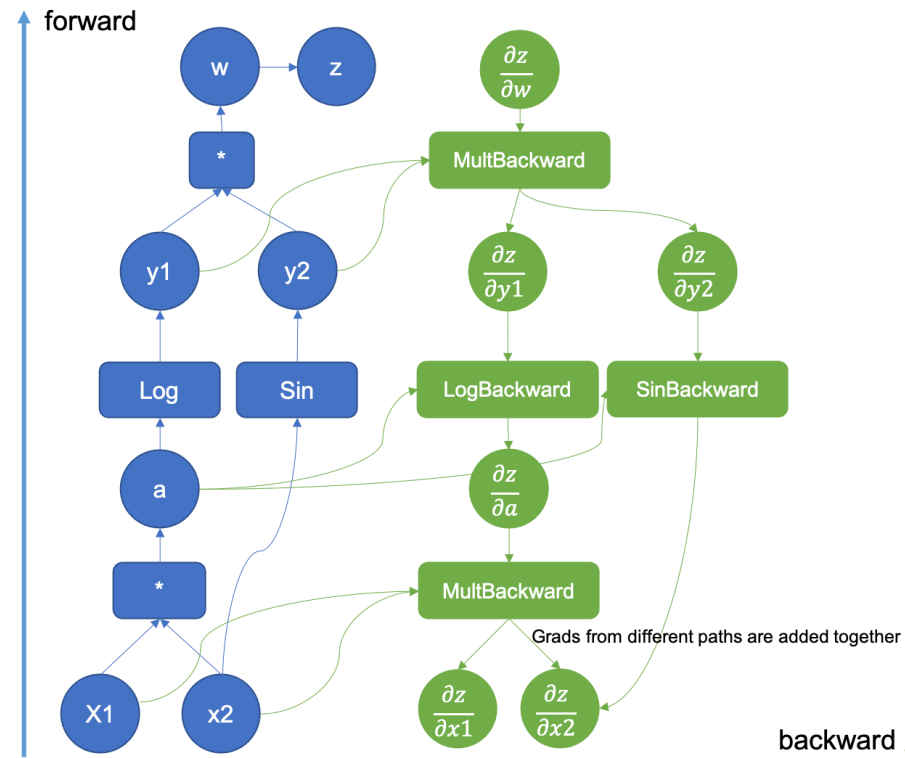 forward
w
z
∂z
∂w
*
MultBackward
y1
y2
∂z
∂y1
∂z
∂y2
Log
Sin
LogBackward
SinBackward
a
∂z
∂a
*
MultBackward
Grads from different paths are added together
X1
x2
∂z
∂x1
∂z
∂x2
backward